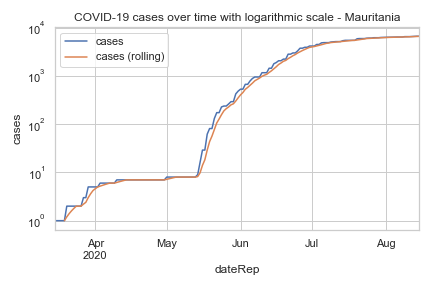 COVID-19 cases over time with logarithmic scale - Mauritania
cases
cases (rolling)
10⁴
10³
10²
10¹
10⁰
cases
Apr
2020
May
Jun
Jul
Aug
dateRep